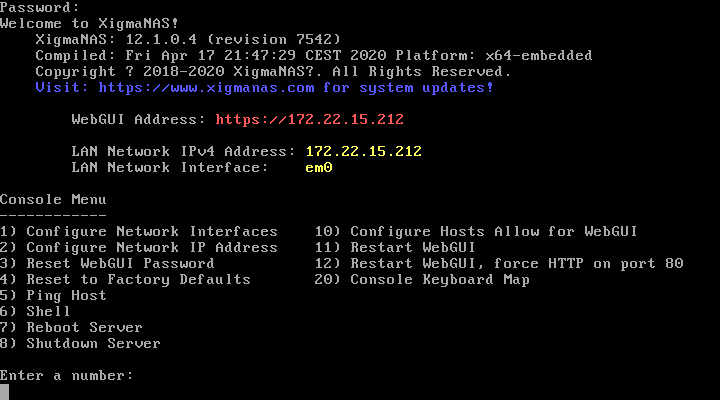 Password:
Welcome to XigmaNAS!
XigmaNAS: 12.1.0.4 (revision 7542)
Compiled: Fri Apr 17 21:47:29 CEST 2020 Platform: x64-embedded
Copyright ? 2018-2020 XigmaNAS?. All Rights Reserved.
Visit: https://www.xigmanas.com for system updates!
WebGUI Address: https://172.22.15.212
LAN Network IPv4 Address: 172.22.15.212
LAN Network Interface: em0
Console Menu
------------
1) Configure Network Interfaces 10) Configure Hosts Allow for WebGUI
2) Configure Network IP Address 11) Restart WebGUI
3) Reset WebGUI Password 12) Restart WebGUI, force HTTP on port 80
4) Reset to Factory Defaults 20) Console Keyboard Map
5) Ping Host
6) Shell
7) Reboot Server
8) Shutdown Server
Enter a number: